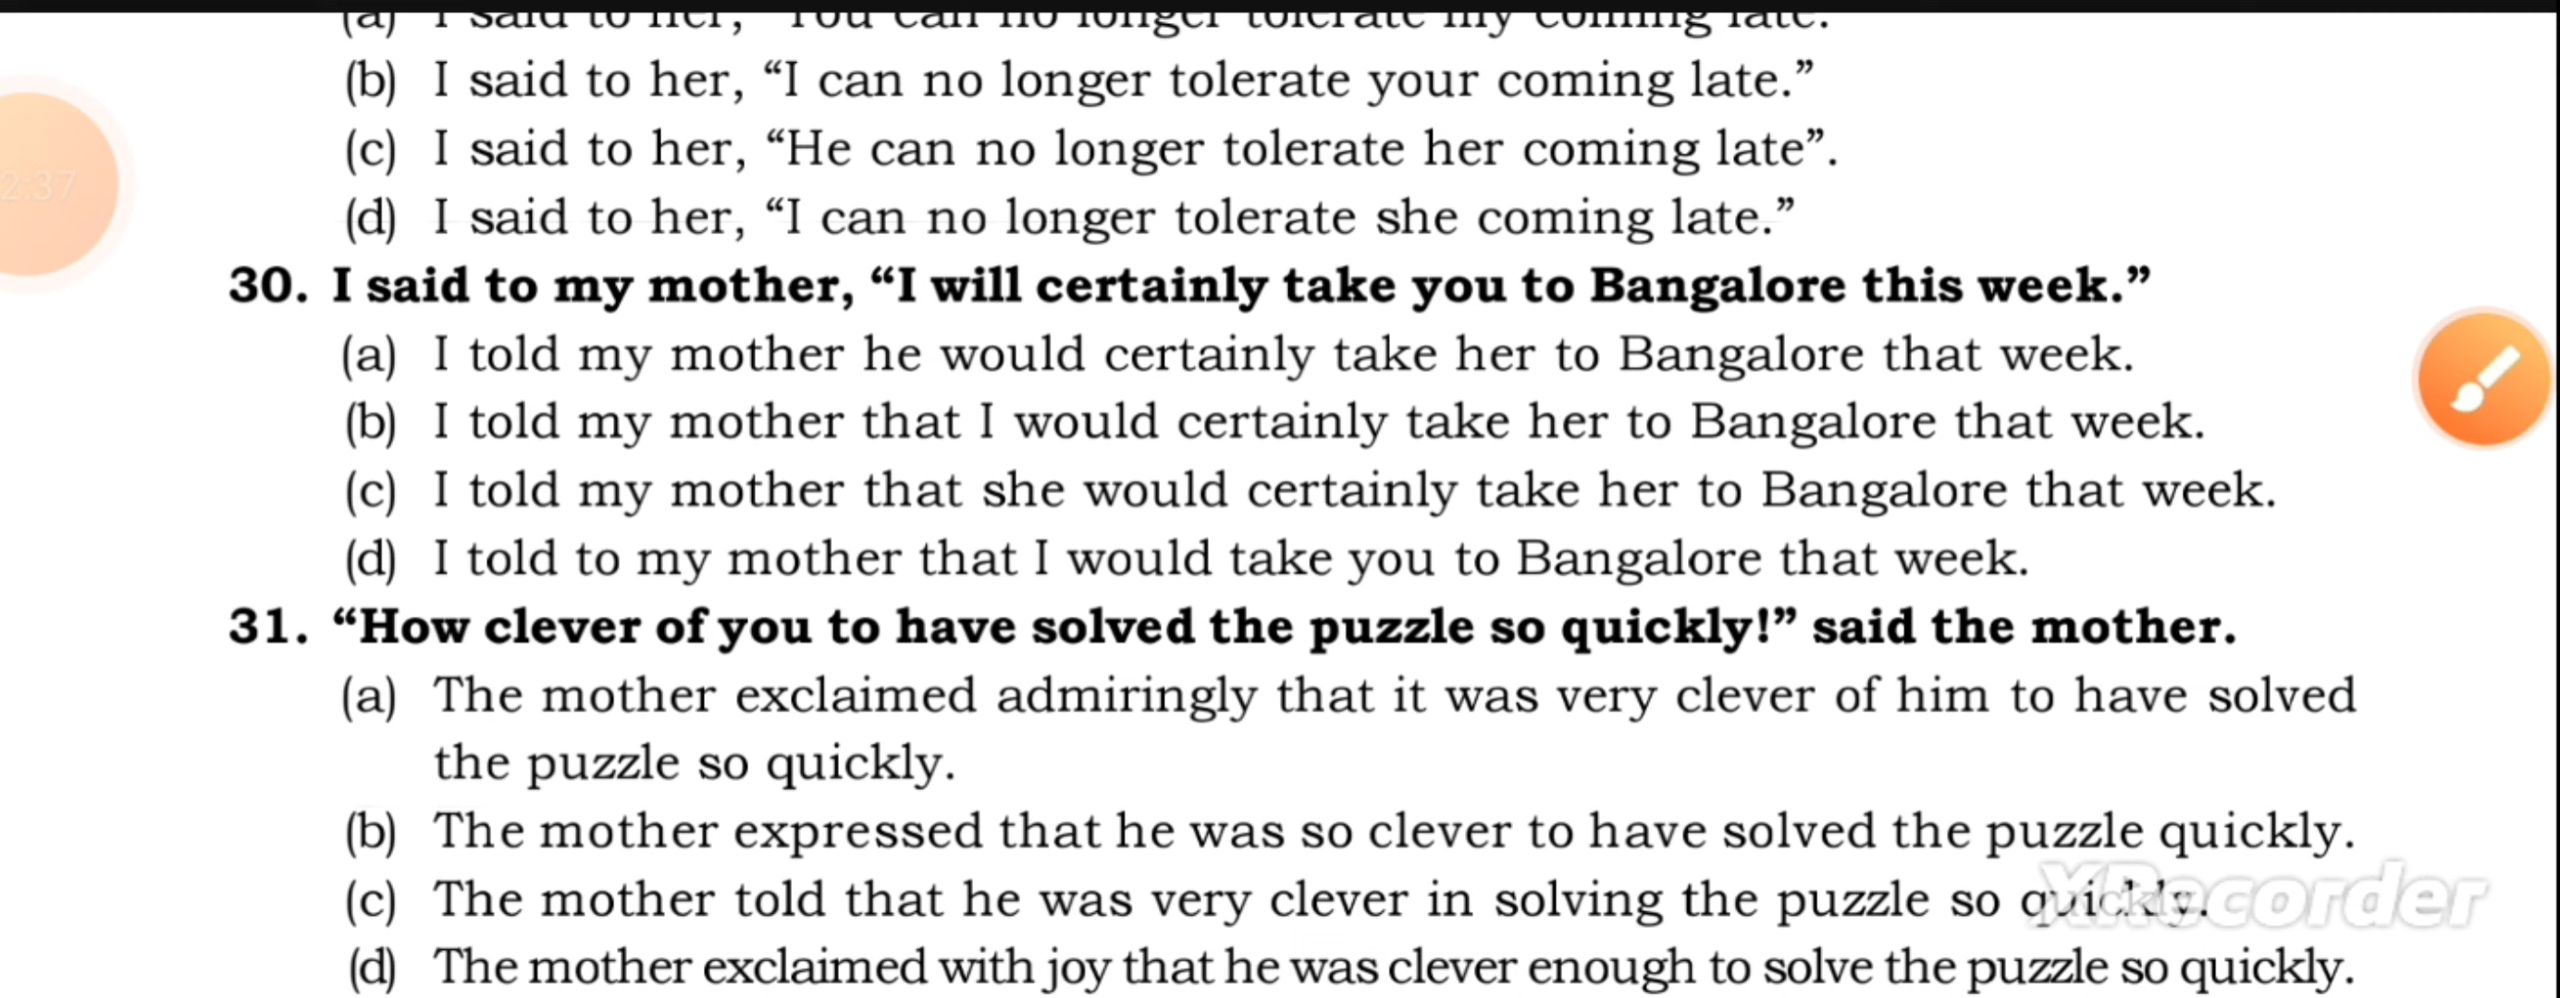 (a) I said to her, "You can no longer tolerate my coming late.
(b) I said to her, “I can no longer tolerate your coming late.”
(c) I said to her, “He can no longer tolerate her coming late”.
(d) I said to her, “I can no longer tolerate she coming late.”
30. I said to my mother, “I will certainly take you to Bangalore this week.”
(a) I told my mother he would certainly take her to Bangalore that week.
(b) I told my mother that I would certainly take her to Bangalore that week.
(c) I told my mother that she would certainly take her to Bangalore that week.
(d) I told to my mother that I would take you to Bangalore that week.
31. “How clever of you to have solved the puzzle so quickly!” said the mother.
(a) The mother exclaimed admiringly that it was very clever of him to have solved
the puzzle so quickly.
(b) The mother expressed that he was so clever to have solved the puzzle quickly.
(c) The mother told that he was very clever in solving the puzzle so quickly.
(d) The mother exclaimed with joy that he was clever enough to solve the puzzle so quickly.
2:37
XRecorder